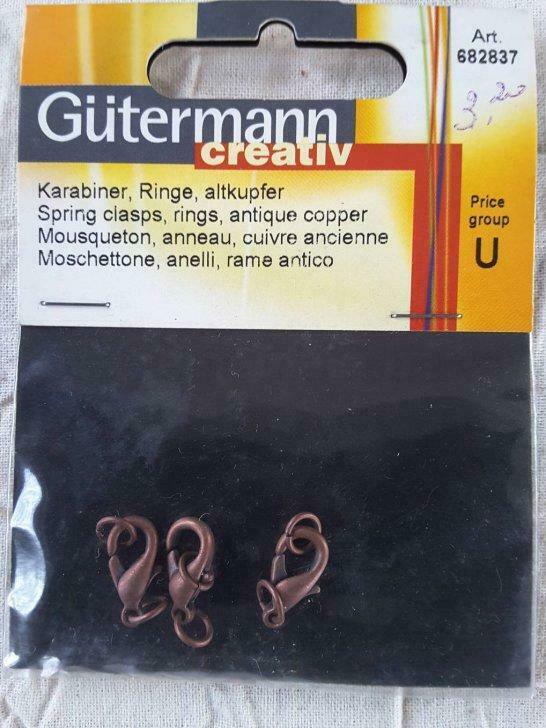 Art.
682837
3,20
Gütermann
creativ
Karabiner, Ringe, altkupfer
Spring clasps, rings, antique copper
Mousqueton, anneau, cuivre ancienne
Moschettone, anelli, rame antico
Price
group
U